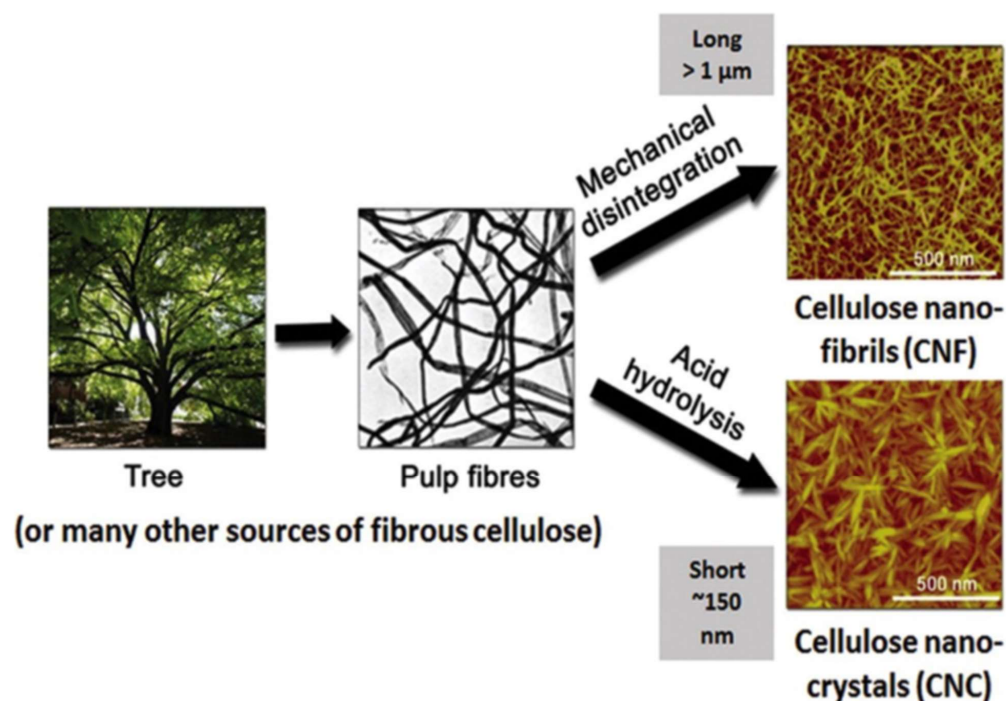 Long
> 1 µm
Mechanical
disintegration
500 nm
Cellulose nano-
fibrils (CNF)
Tree
Pulp fibres
(or many other sources of fibrous cellulose)
Acid
hydrolysis
Short
~150
nm
500 nm
Cellulose nano-
crystals (CNC)